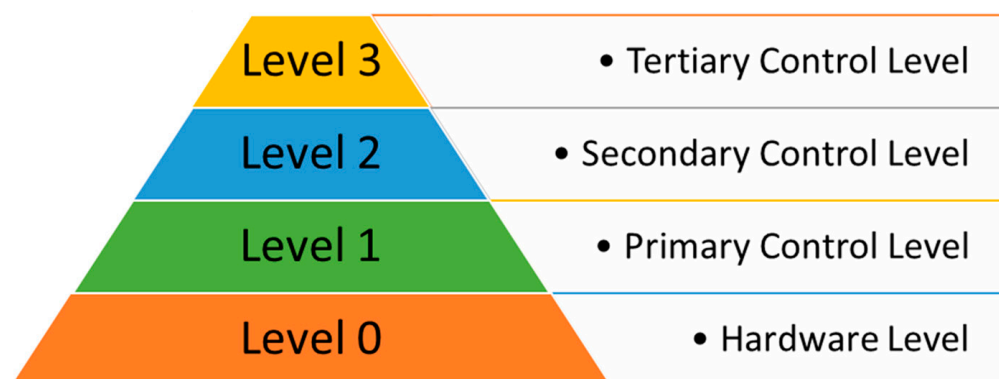 Level 3
• Tertiary Control Level
Level 2
• Secondary Control Level
Level 1
• Primary Control Level
Level 0
• Hardware Level